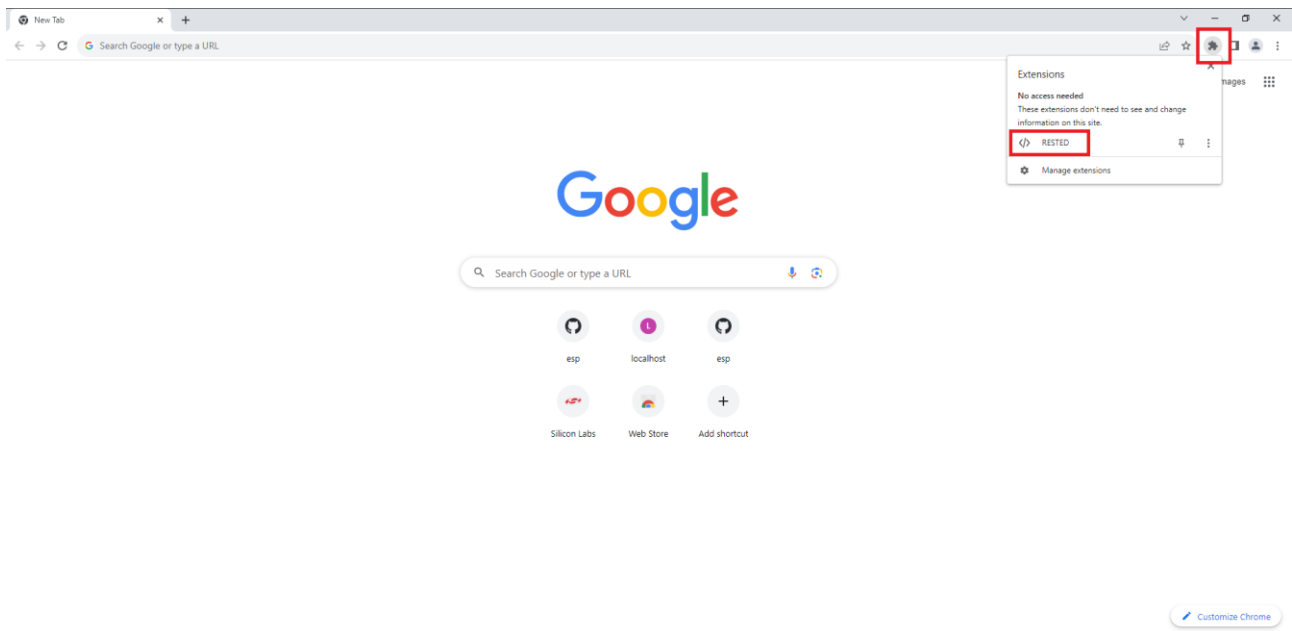 New Tab
Search Google or type a URL
Extensions
mages
No access needed
These extensions don't need to see and change
information on this site.
</> RESTED
Manage extensions
Google
Search Google or type a URL
L
esp
localhost
esp
Silicon Labs
Web Store
Add shortcut
Customize Chrome